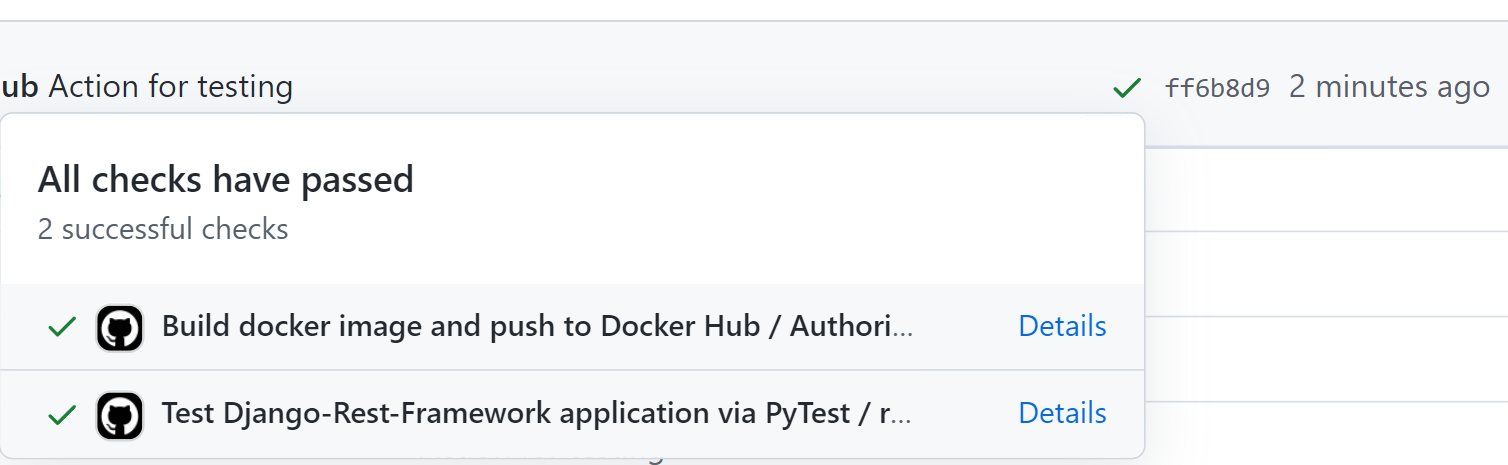 ub Action for testing ff6b8d9 2 minutes ago
All checks have passed
2 successful checks
Build docker image and push to Docker Hub / Authori... Details
Test Django-Rest-Framework application via PyTest / r... Details